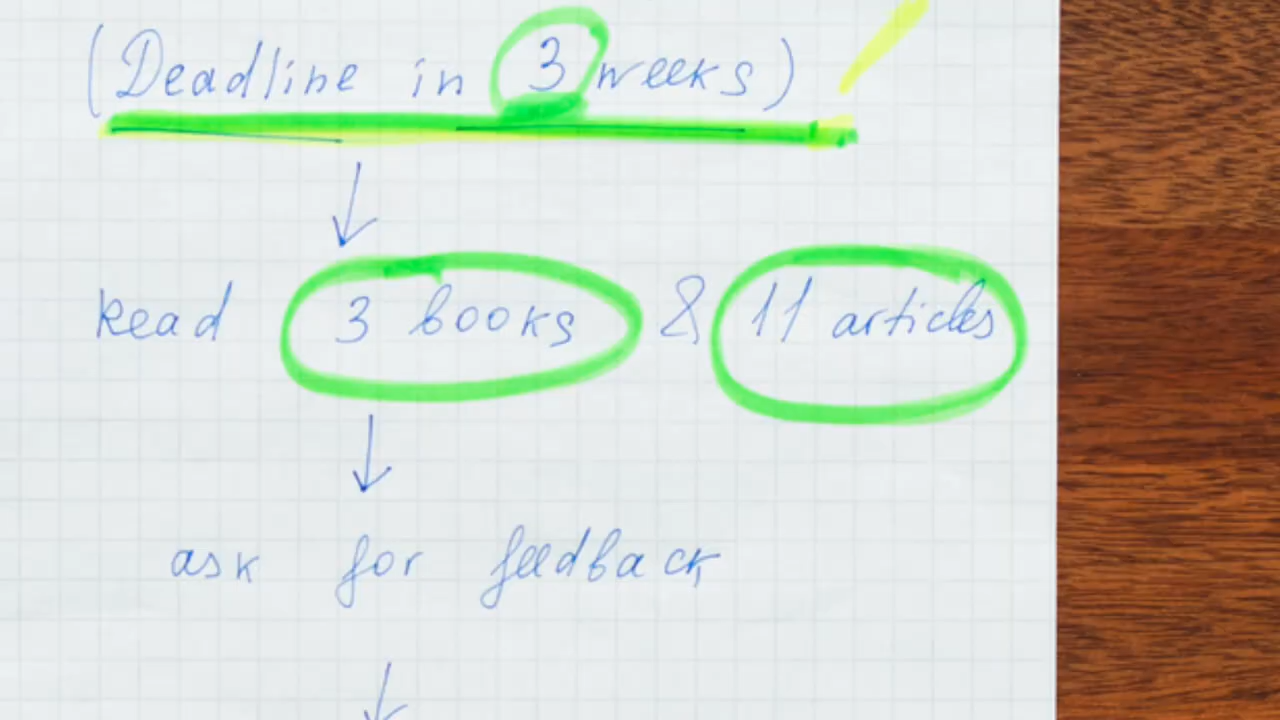 (Deadline in 3 weeks)
read 3 books & 11 articles
ask for feedback